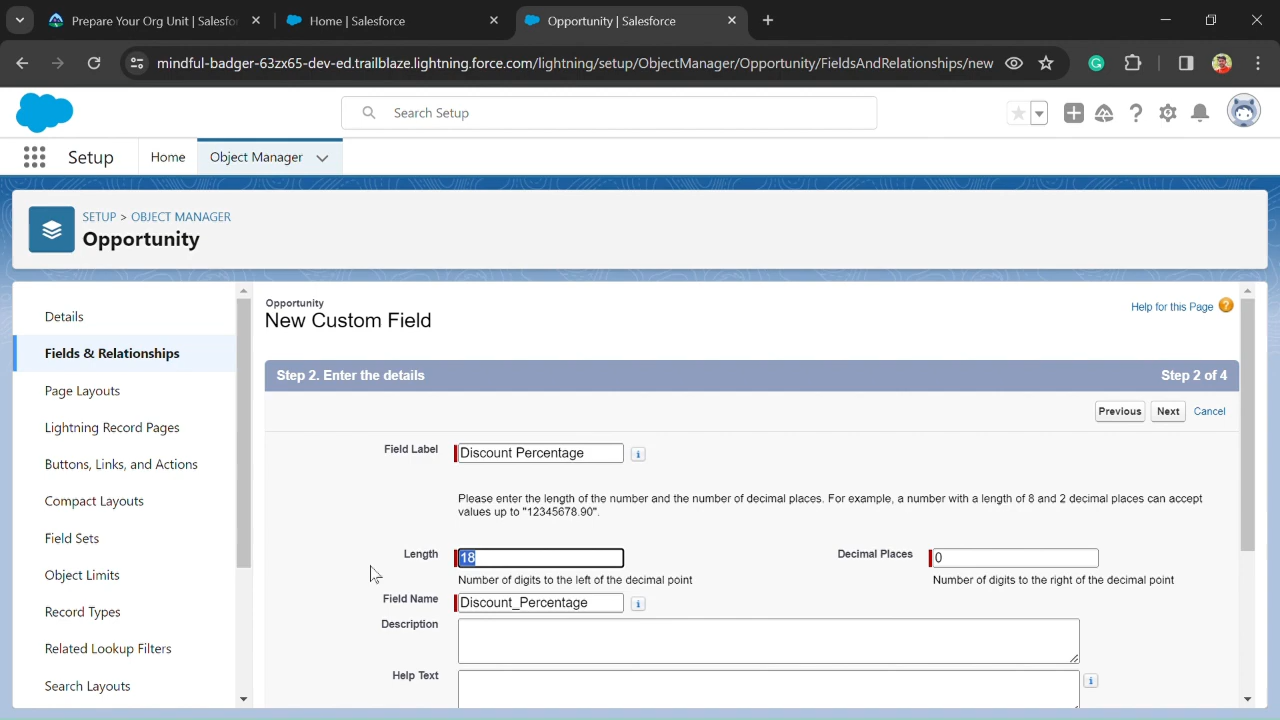 Prepare Your Org Unit | Salesfor
Home | Salesforce
Opportunity | Salesforce
mindful-badger-63zx65-dev-ed.trailblaze.lightning.force.com/lightning/setup/ObjectManager/Opportunity/FieldsAndRelationships/new
Search Setup
Setup
Home
Object Manager
SETUP > OBJECT MANAGER
Opportunity
Details
Fields & Relationships
Page Layouts
Lightning Record Pages
Buttons, Links, and Actions
Compact Layouts
Field Sets
Object Limits
Record Types
Related Lookup Filters
Search Layouts
Opportunity
New Custom Field
Help for this Page ?
Step 2. Enter the details
Step 2 of 4
Previous Next Cancel
Field Label Discount Percentage i
Please enter the length of the number and the number of decimal places. For example, a number with a length of 8 and 2 decimal places can accept
values up to "12345678.90".
Length 18
Decimal Places 0
Number of digits to the left of the decimal point
Number of digits to the right of the decimal point
Field Name Discount_Percentage i
Description
Help Text i